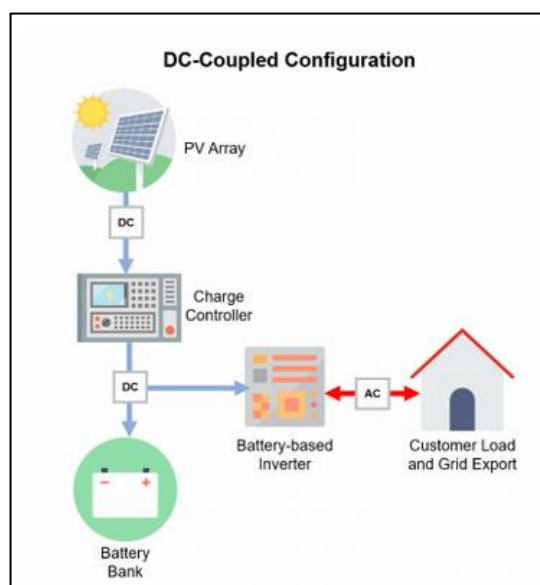 DC-Coupled Configuration
PV Array
DC
Charge
Controller
DC
AC
Battery-based
Inverter
Customer Load
and Grid Export
Battery
Bank